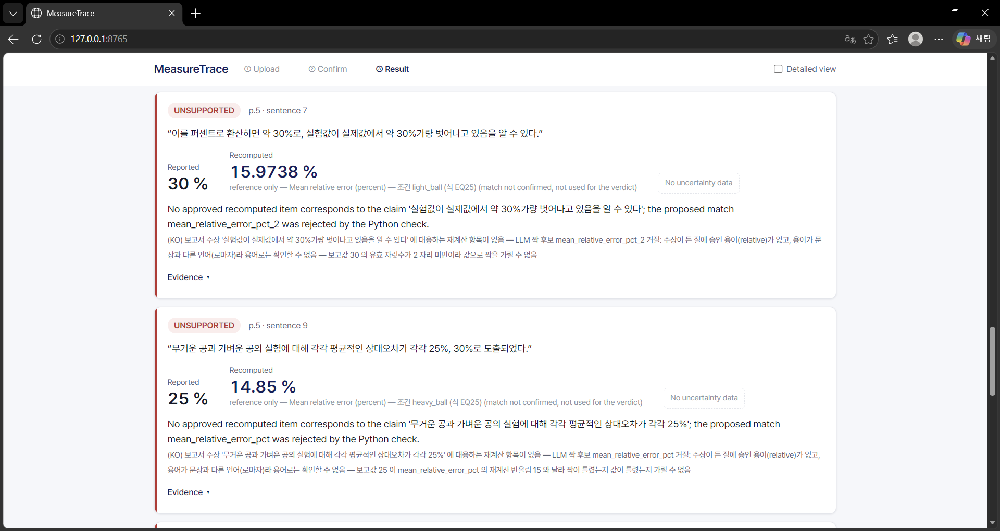 MeasureTrace
127.0.0.1:8765
채팅
MeasureTrace
① Upload
② Confirm
③ Result
Detailed view
UNSUPPORTED p.5 · sentence 7
“이를 퍼센트로 환산하면 약 30%로, 실험값이 실제값에서 약 30%가량 벗어나고 있음을 알 수 있다.”
Reported
30 %
Recomputed
15.9738 %
reference only — Mean relative error (percent) — 조건 light_ball (식 EQ25) (match not confirmed, not used for the verdict)
No uncertainty data
No approved recomputed item corresponds to the claim '실험값이 실제값에서 약 30%가량 벗어나고 있음을 알 수 있다'; the proposed match
mean_relative_error_pct_2 was rejected by the Python check.
(KO) 보고서 주장 '실험값이 실제값에서 약 30%가량 벗어나고 있음을 알 수 있다' 에 대응하는 재계산 항목이 없음 — LLM 짝 후보 mean_relative_error_pct_2 거절: 주장이 든 절에 승인 용어(relative)가 없고, 용어가 문
장과 다른 언어(로마자)라 용어로는 확인할 수 없음 — 보고값 30 의 유효 자릿수가 2 자리 미만이라 값으로 짝을 가릴 수 없음
Evidence ▾
UNSUPPORTED p.5 · sentence 9
“무거운 공과 가벼운 공의 실험에 대해 각각 평균적인 상대오차가 각각 25%, 30%로 도출되었다.”
Reported
25 %
Recomputed
14.85 %
reference only — Mean relative error (percent) — 조건 heavy_ball (식 EQ25) (match not confirmed, not used for the verdict)
No uncertainty data
No approved recomputed item corresponds to the claim '무거운 공과 가벼운 공의 실험에 대해 각각 평균적인 상대오차가 각각 25%'; the proposed match
mean_relative_error_pct was rejected by the Python check.
(KO) 보고서 주장 '무거운 공과 가벼운 공의 실험에 대해 각각 평균적인 상대오차가 각각 25%' 에 대응하는 재계산 항목이 없음 — LLM 짝 후보 mean_relative_error_pct 거절: 주장이 든 절에 승인 용어(relative)가 없고,
용어가 문장과 다른 언어(로마자)라 용어로는 확인할 수 없음 — 보고값 25 이 mean_relative_error_pct 의 재계산 반올림 15 와 달라 짝이 틀렸는지 값이 틀렸는지 가릴 수 없음
Evidence ▾